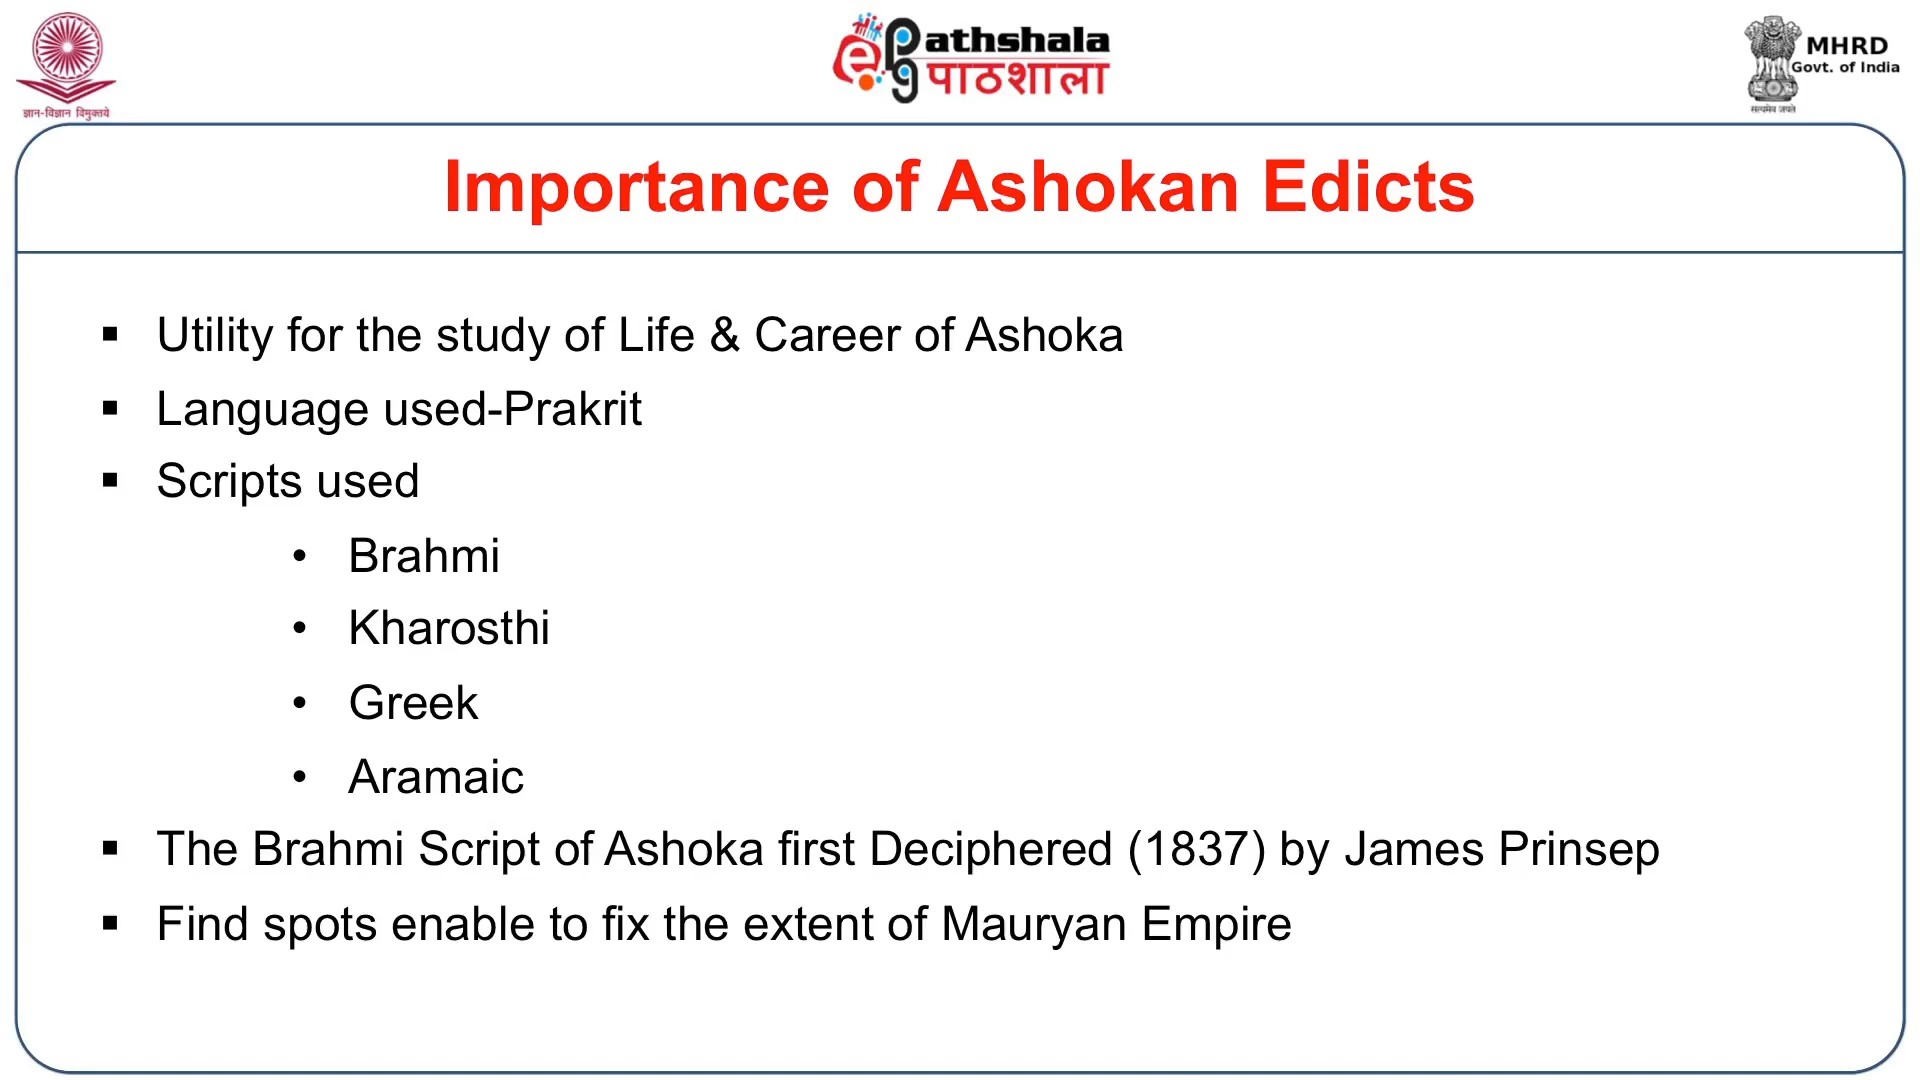 ज्ञान-विज्ञान विमुक्तये
ePG Pathshala
पाठशाला
MHRD
Govt. of India
सत्यमेव जयते
Importance of Ashokan Edicts
▪ Utility for the study of Life & Career of Ashoka
▪ Language used-Prakrit
▪ Scripts used
• Brahmi
• Kharosthi
• Greek
• Aramaic
▪ The Brahmi Script of Ashoka first Deciphered (1837) by James Prinsep
▪ Find spots enable to fix the extent of Mauryan Empire